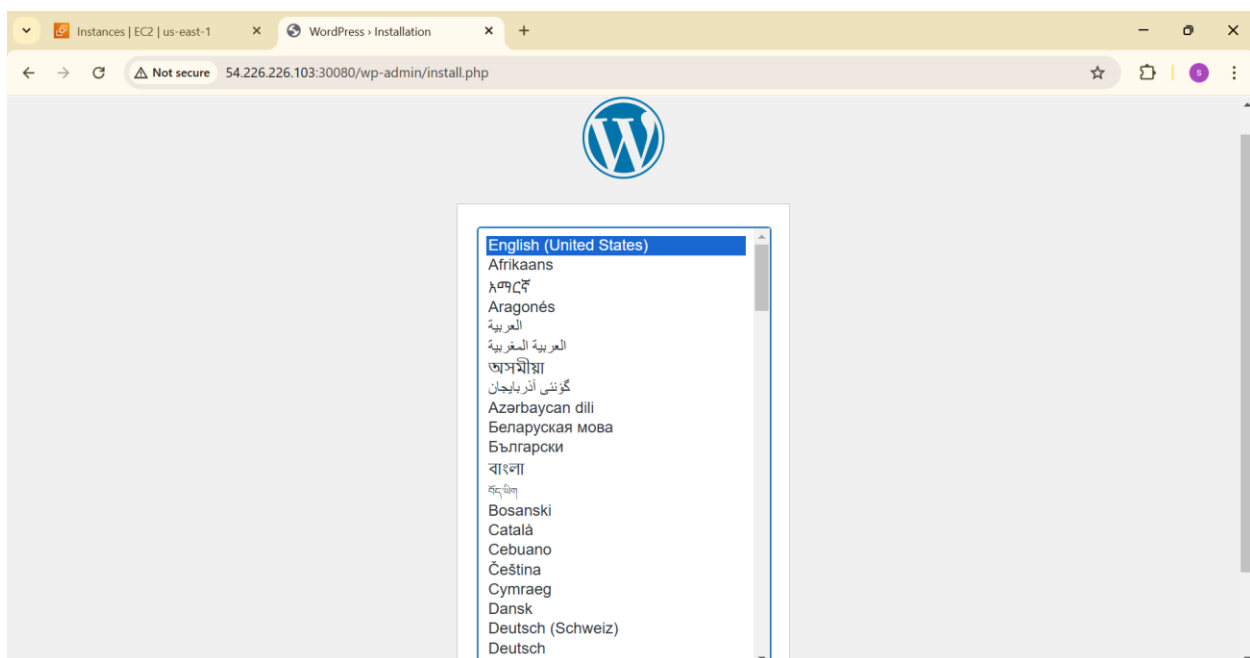 Instances | EC2 | us-east-1
WordPress › Installation
Not secure
54.226.226.103:30080/wp-admin/install.php
s
English (United States)
Afrikaans
አማርኛ
Aragonés
العربية
العربية المغربية
অসমীয়া
گؤنئی آذربایجان
Azərbaycan dili
Беларуская мова
Български
বাংলা
བོད་ཡིག
Bosanski
Català
Cebuano
Čeština
Cymraeg
Dansk
Deutsch (Schweiz)
Deutsch